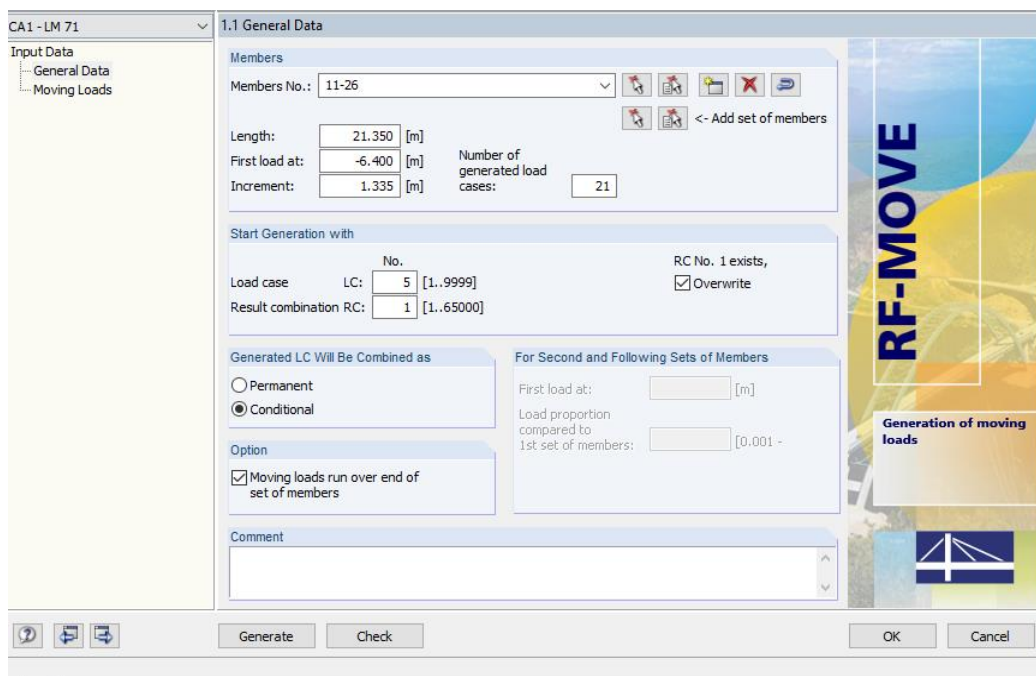 CA1 - LM 71
1.1 General Data
Input Data
General Data
Moving Loads
Members
Members No.: 11-26
<- Add set of members
Length: 21.350 [m]
First load at: -6.400 [m]
Increment: 1.335 [m]
Number of
generated load
cases: 21
Start Generation with
No.
Load case LC: 5 [1..9999]
Result combination RC: 1 [1..65000]
RC No. 1 exists,
Overwrite
Generated LC Will Be Combined as
Permanent
Conditional
For Second and Following Sets of Members
First load at: [m]
Load proportion
compared to
1st set of members: [0.001 -
Option
Moving loads run over end of
set of members
Comment
RF-MOVE
Generation of moving
loads
Generate
Check
OK
Cancel